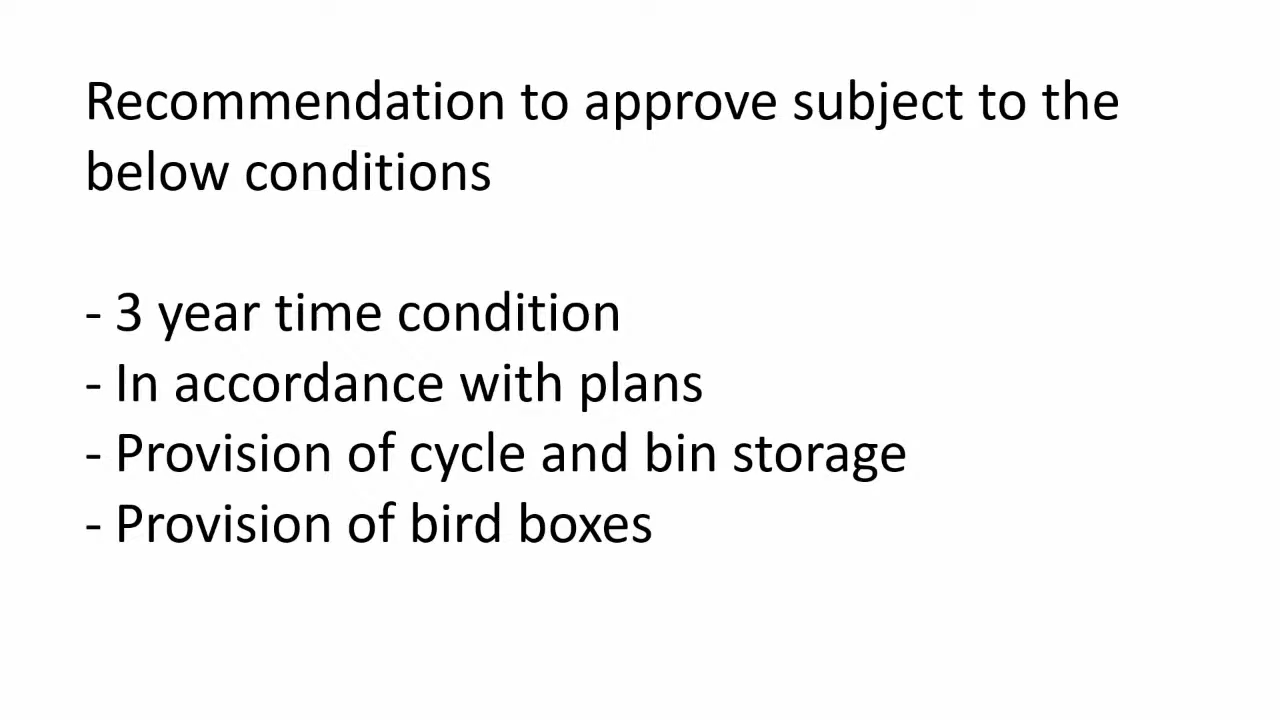 Recommendation to approve subject to the
below conditions
- 3 year time condition
- In accordance with plans
- Provision of cycle and bin storage
- Provision of bird boxes